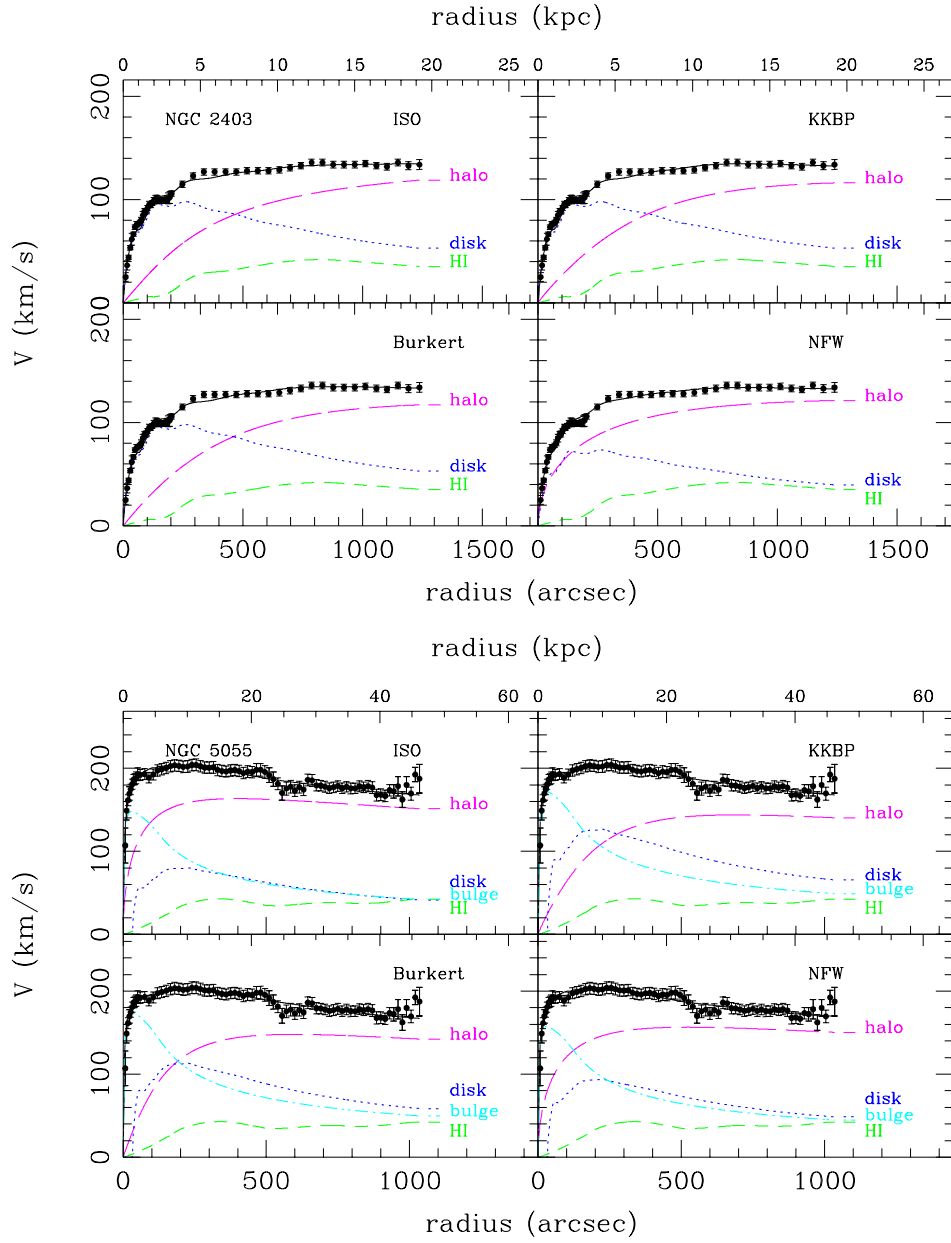 radius (kpc)
0 5 10 15 20 25 0 5 10 15 20 25
200 NGC 2403 ISO KKBP
100 halo halo
disk disk
HI HI
0
V (km/s)
200 Burkert NFW
100 halo halo
disk disk
HI HI
0
0 500 1000 1500 0 500 1000 1500
radius (arcsec)
radius (kpc)
0 20 40 60 0 20 40 60
NGC 5055 ISO KKBP
200
halo halo
100
disk disk
bulge bulge
HI HI
0
V (km/s)
Burkert NFW
200
halo halo
100
disk disk
bulge bulge
HI HI
0
0 500 1000 0 500 1000
radius (arcsec)